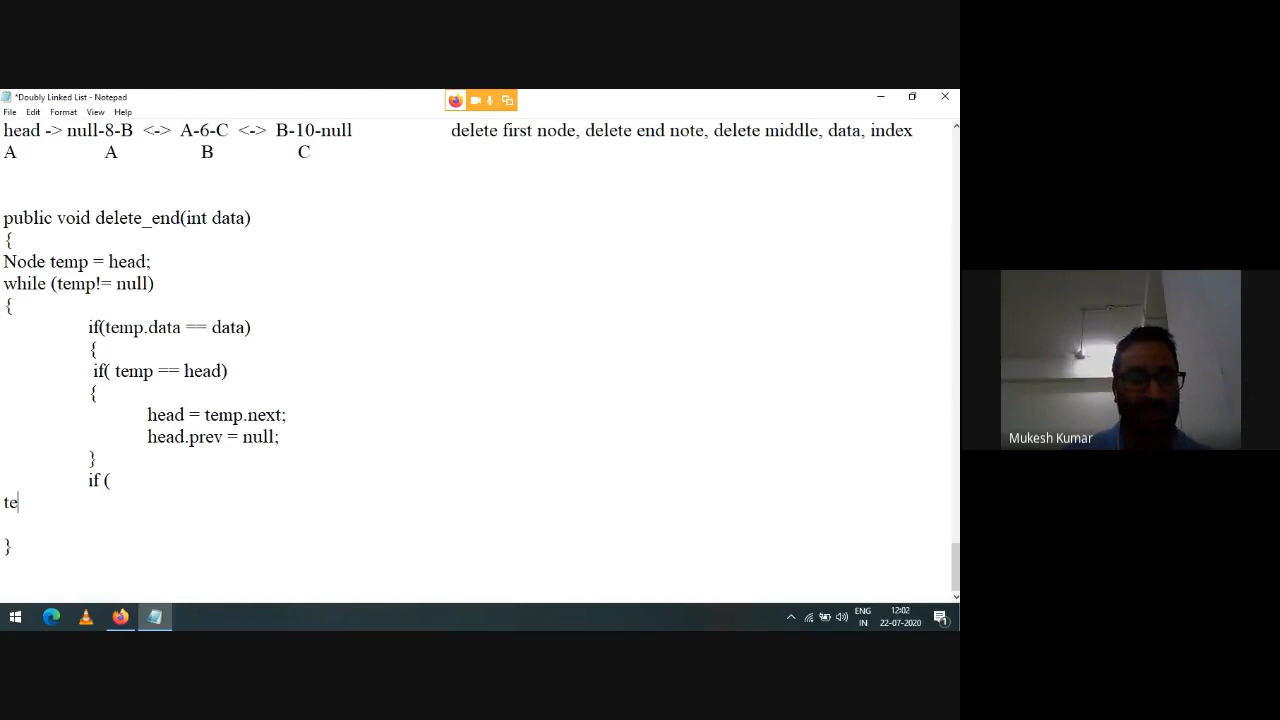 *Doubly Linked List - Notepad
File Edit Format View Help
head -> null-8-B <-> A-6-C <-> B-10-null delete first node, delete end note, delete middle, data, index
A A B C
public void delete_end(int data)
{
Node temp = head;
while (temp!= null)
{
if(temp.data == data)
{
if( temp == head)
{
head = temp.next;
head.prev = null;
}
if (
te
}
Mukesh Kumar
ENG 12:02
IN 22-07-2020
1